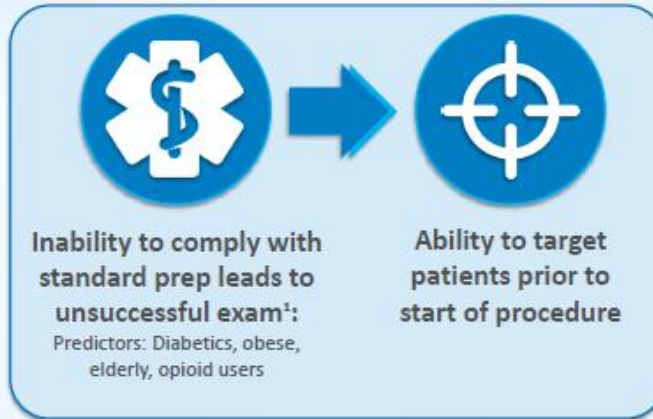 Inability to comply with
standard prep leads to
unsuccessful exam¹:
Predictors: Diabetics, obese,
elderly, opioid users
Ability to target
patients prior to
start of procedure